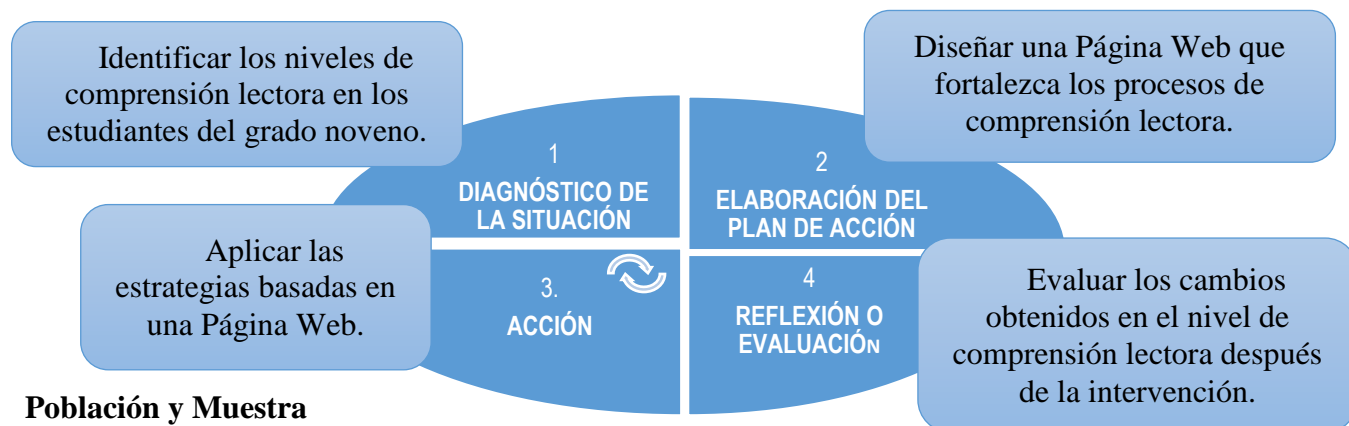 Identificar los niveles de
comprensión lectora en los
estudiantes del grado noveno.
1
DIAGNÓSTICO DE
LA SITUACIÓN
Diseñar una Página Web que
fortalezca los procesos de
comprensión lectora.
2
ELABORACIÓN DEL
PLAN DE ACCIÓN
Aplicar las
estrategias basadas en
una Página Web.
3.
ACCIÓN
4
REFLEXIÓN O
EVALUACIÓN
Evaluar los cambios
obtenidos en el nivel de
comprensión lectora después
de la intervención.
Población y Muestra